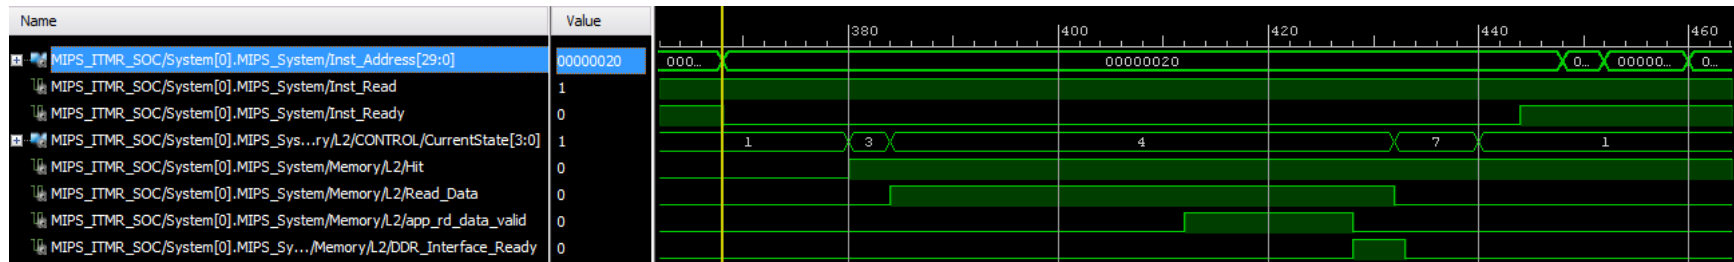 Name Value 380 400 420 440 460
MIPS_ITMR_SOC/System[0].MIPS_System/Inst_Address[29:0] 00000020 000... 00000020 0... 00000... 0...
MIPS_ITMR_SOC/System[0].MIPS_System/Inst_Read 1
MIPS_ITMR_SOC/System[0].MIPS_System/Inst_Ready 0
MIPS_ITMR_SOC/System[0].MIPS_Sys...ry/L2/CONTROL/CurrentState[3:0] 1 1 3 4 7 1
MIPS_ITMR_SOC/System[0].MIPS_System/Memory/L2/Hit 0
MIPS_ITMR_SOC/System[0].MIPS_System/Memory/L2/Read_Data 0
MIPS_ITMR_SOC/System[0].MIPS_System/Memory/L2/app_rd_data_valid 0
MIPS_ITMR_SOC/System[0].MIPS_Sy.../Memory/L2/DDR_Interface_Ready 0